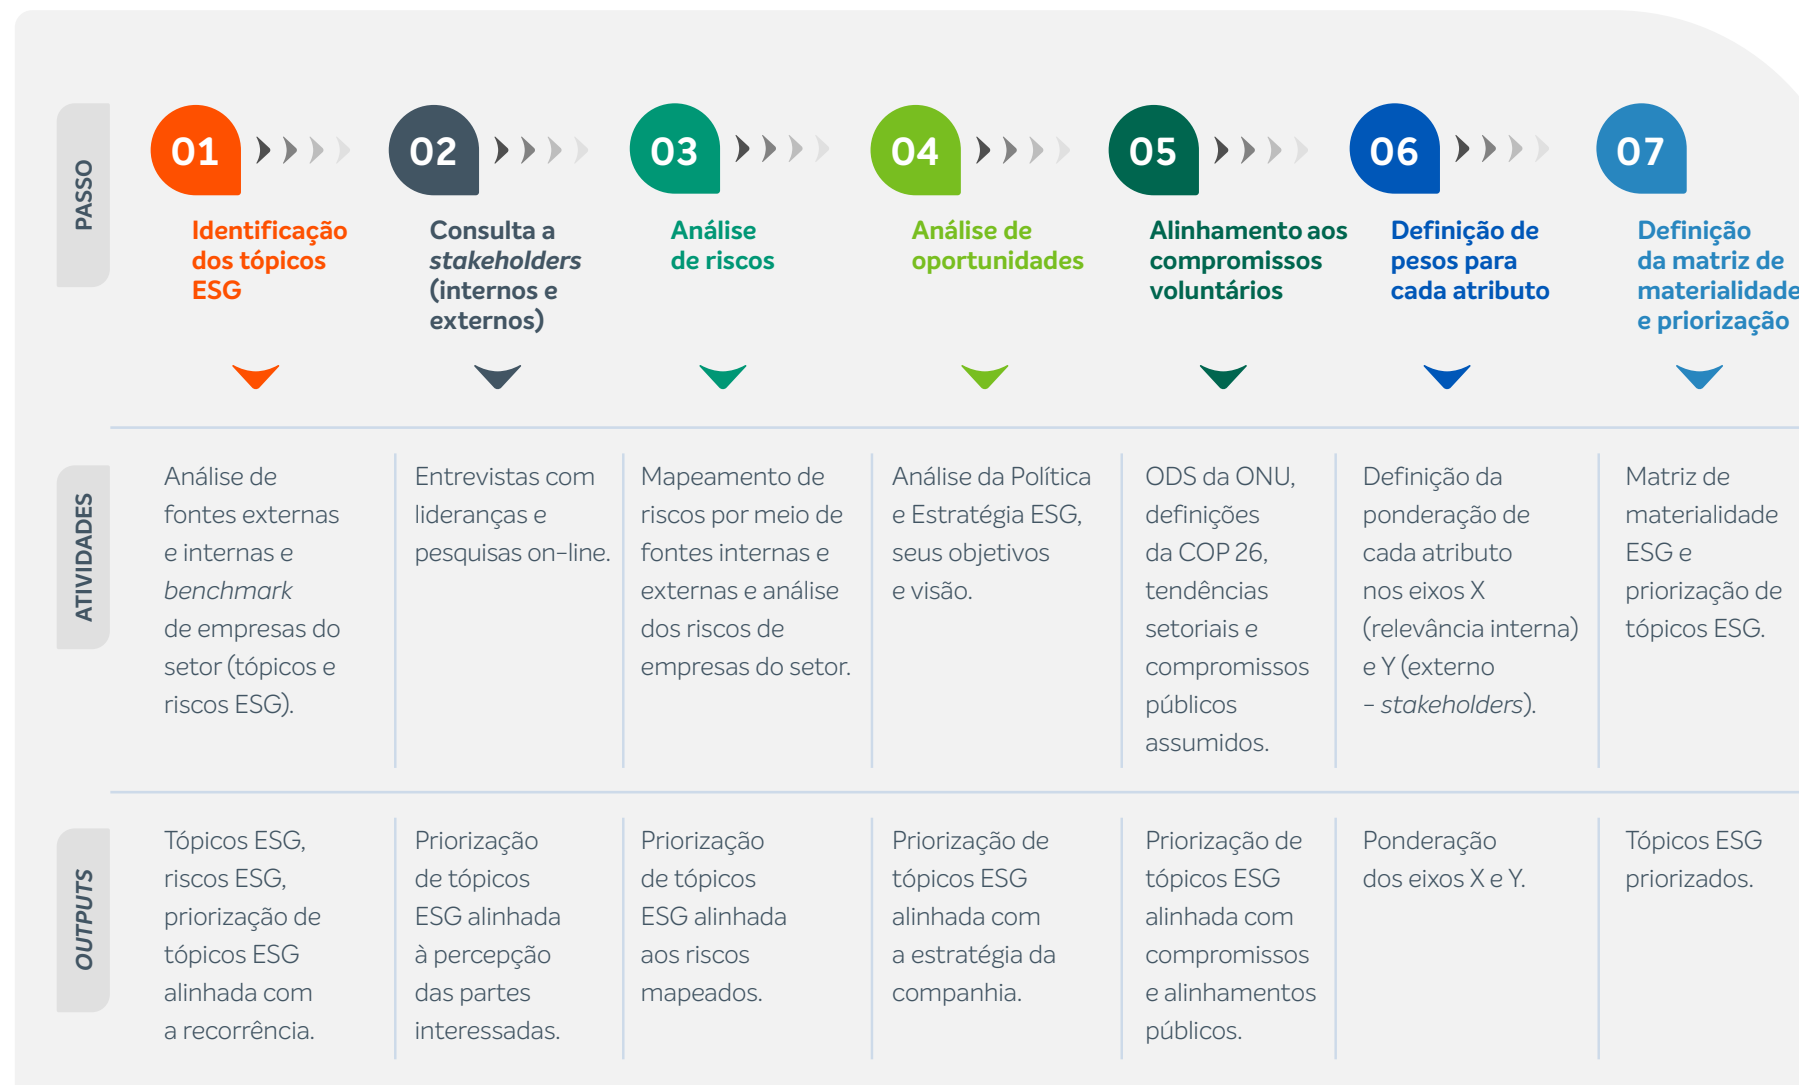 PASSO
01
Identificação
dos tópicos
ESG
02
Consulta a
stakeholders
(internos e
externos)
03
Análise
de riscos
04
Análise de
oportunidades
05
Alinhamento aos
compromissos
voluntários
06
Definição de
pesos para
cada atributo
07
Definição
da matriz de
materialidade
e priorização
ATIVIDADES
Análise de
fontes externas
e internas e
benchmark
de empresas do
setor (tópicos e
riscos ESG).
Entrevistas com
lideranças e
pesquisas on-line.
Mapeamento de
riscos por meio de
fontes internas e
externas e análise
dos riscos de
empresas do setor.
Análise da Política
e Estratégia ESG,
seus objetivos
e visão.
ODS da ONU,
definições
da COP 26,
tendências
setoriais e
compromissos
públicos
assumidos.
Definição da
ponderação de
cada atributo
nos eixos X
(relevância interna)
e Y (externo
- stakeholders).
Matriz de
materialidade
ESG e
priorização de
tópicos ESG.
OUTPUTS
Tópicos ESG,
riscos ESG,
priorização de
tópicos ESG
alinhada com
a recorrência.
Priorização
de tópicos
ESG alinhada
à percepção
das partes
interessadas.
Priorização
de tópicos
ESG alinhada
aos riscos
mapeados.
Priorização de
tópicos ESG
alinhada com
a estratégia da
companhia.
Priorização de
tópicos ESG
alinhada com
compromissos
e alinhamentos
públicos.
Ponderação
dos eixos X e Y.
Tópicos ESG
priorizados.